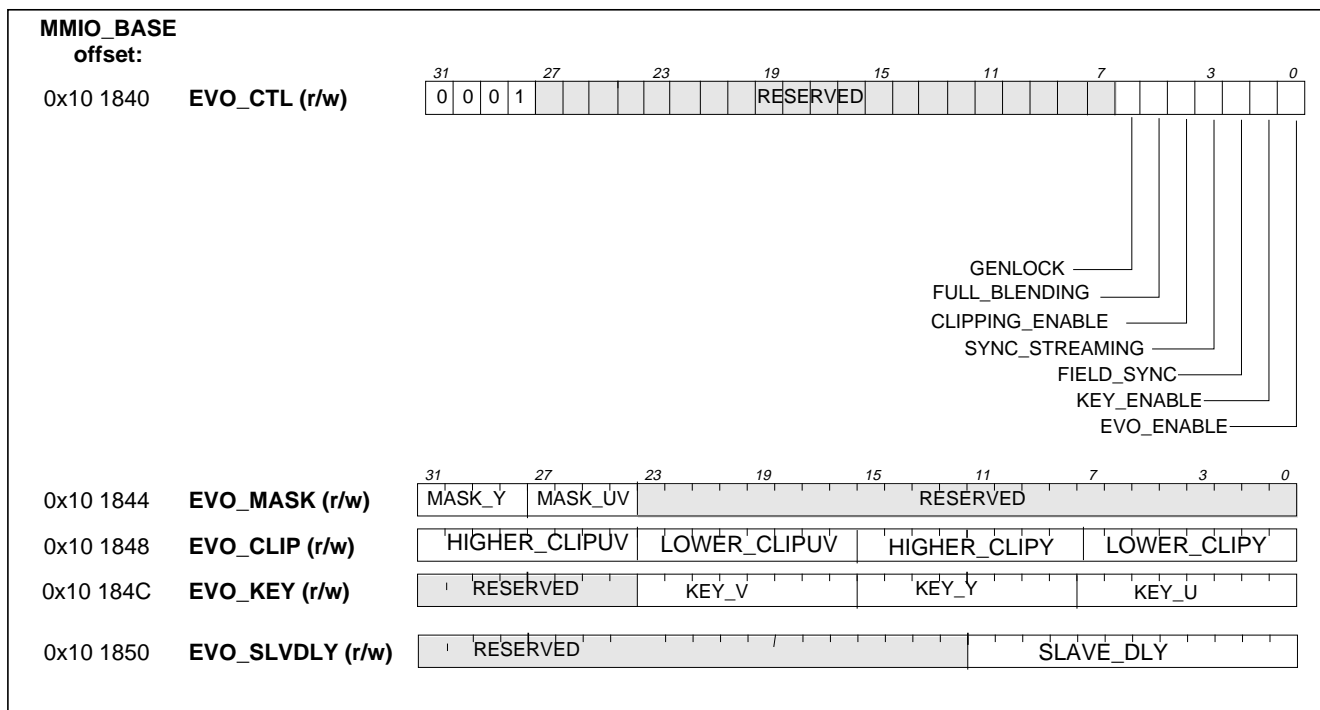 MMIO_BASE
offset:
31 27 23 19 15 11 7 3 0
0x10 1840 EVO_CTL (r/w) 0 0 0 1 RESERVED
GENLOCK
FULL_BLENDING
CLIPPING_ENABLE
SYNC_STREAMING
FIELD_SYNC
KEY_ENABLE
EVO_ENABLE
31 27 23 19 15 11 7 3 0
0x10 1844 EVO_MASK (r/w) MASK_Y MASK_UV RESERVED
0x10 1848 EVO_CLIP (r/w) HIGHER_CLIPUV LOWER_CLIPUV HIGHER_CLIPY LOWER_CLIPY
0x10 184C EVO_KEY (r/w) RESERVED KEY_V KEY_Y KEY_U
0x10 1850 EVO_SLVDLY (r/w) RESERVED SLAVE_DLY